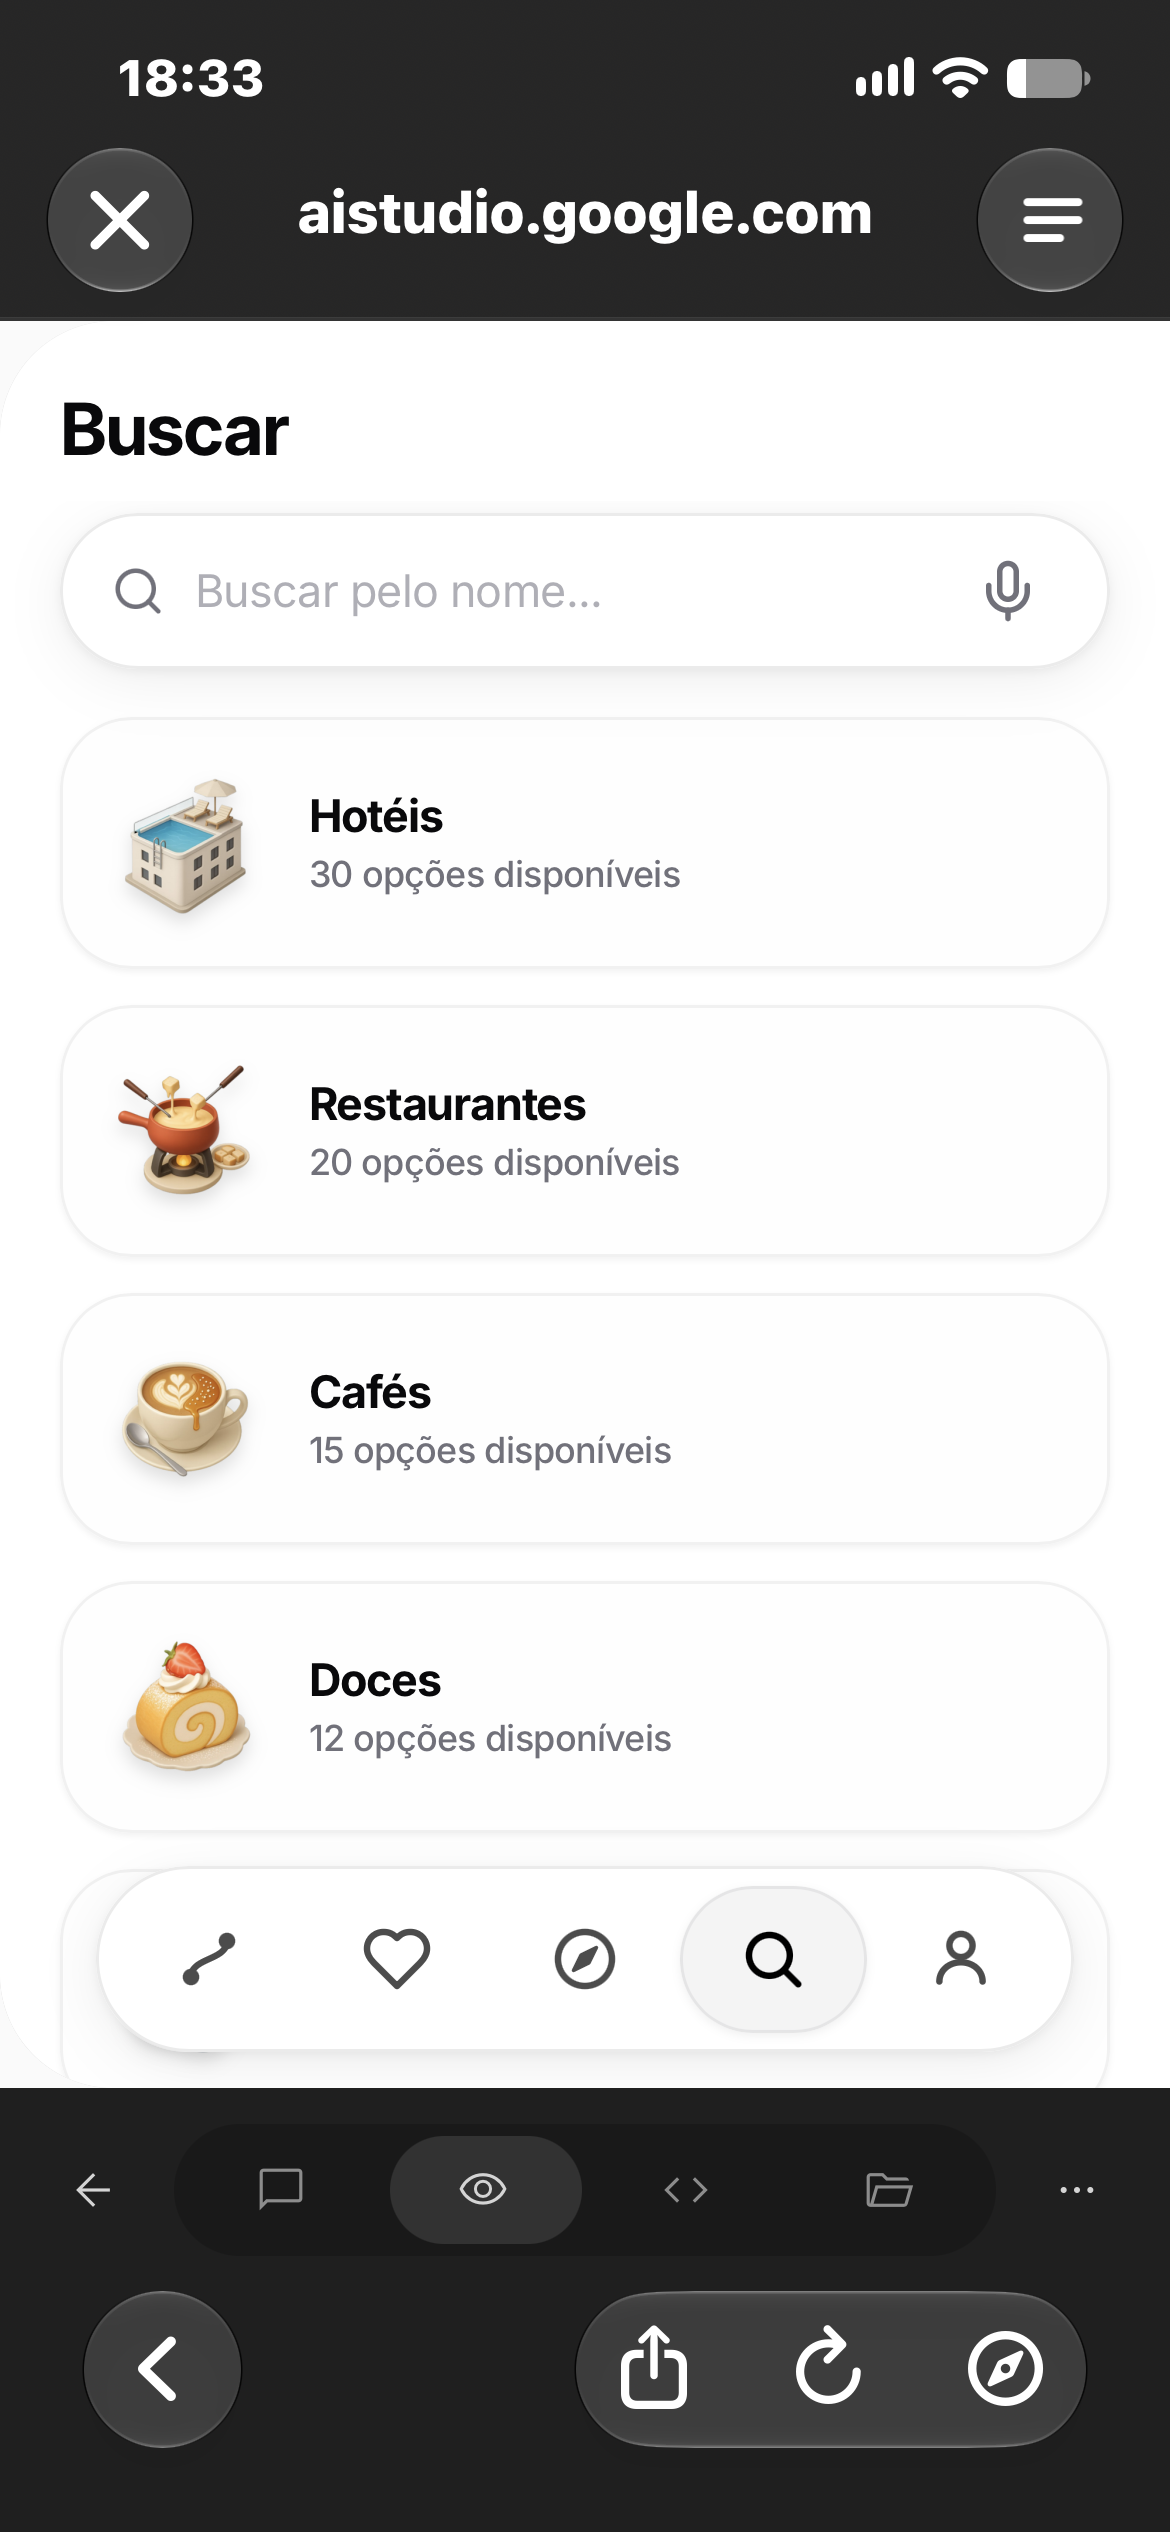 18:33
aistudio.google.com
Buscar
Buscar pelo nome...
Hotéis
30 opções disponíveis
Restaurantes
20 opções disponíveis
Cafés
15 opções disponíveis
Doces
12 opções disponíveis